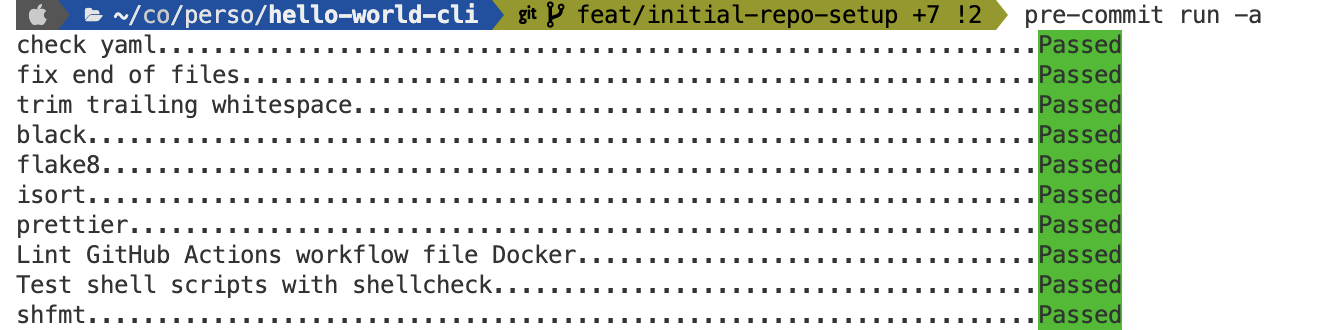 ~/co/perso/hello-world-cli git feat/initial-repo-setup +7 !2 pre-commit run -a
check yaml...............................................................Passed
fix end of files.........................................................Passed
trim trailing whitespace.................................................Passed
black....................................................................Passed
flake8...................................................................Passed
isort....................................................................Passed
prettier.................................................................Passed
Lint GitHub Actions workflow file Docker.................................Passed
Test shell scripts with shellcheck.......................................Passed
shfmt....................................................................Passed